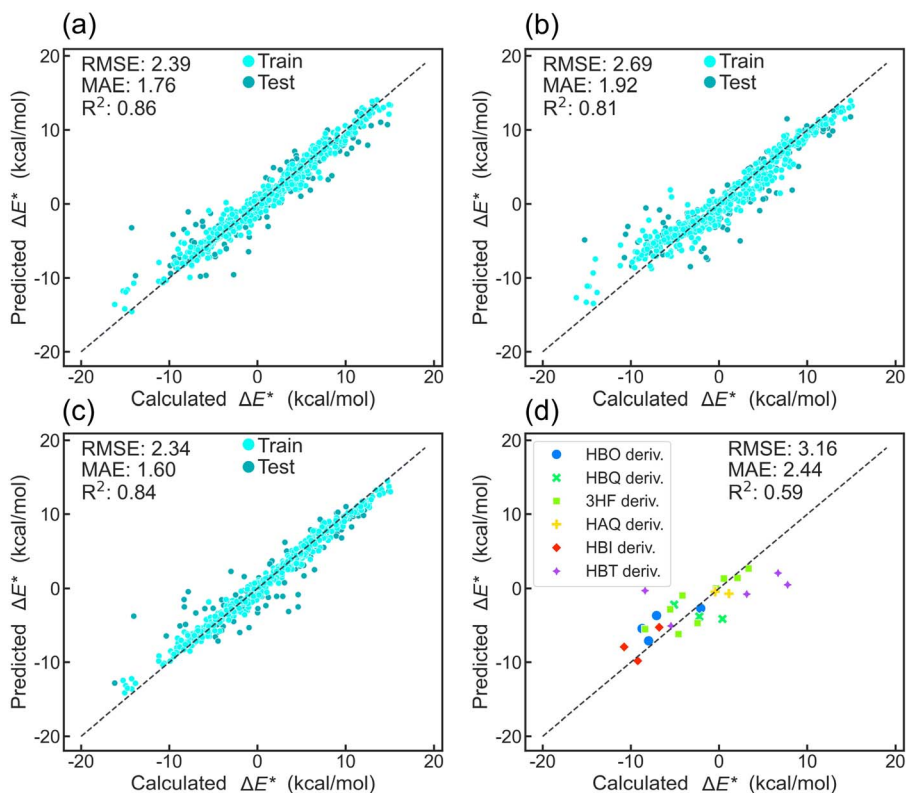 (a)
20
10
0
-10
-20
-20 -10 0 10 20
Predicted ΔE* (kcal/mol)
Calculated ΔE* (kcal/mol)
RMSE: 2.39
MAE: 1.76
R²: 0.86
Train
Test
(b)
20
10
0
-10
-20
-20 -10 0 10 20
Predicted ΔE* (kcal/mol)
Calculated ΔE* (kcal/mol)
RMSE: 2.69
MAE: 1.92
R²: 0.81
Train
Test
(c)
20
10
0
-10
-20
-20 -10 0 10 20
Predicted ΔE* (kcal/mol)
Calculated ΔE* (kcal/mol)
RMSE: 2.34
MAE: 1.60
R²: 0.84
Train
Test
(d)
20
10
0
-10
-20
-20 -10 0 10 20
Predicted ΔE* (kcal/mol)
Calculated ΔE* (kcal/mol)
HBO deriv.
HBQ deriv.
3HF deriv.
HAQ deriv.
HBI deriv.
HBT deriv.
RMSE: 3.16
MAE: 2.44
R²: 0.59